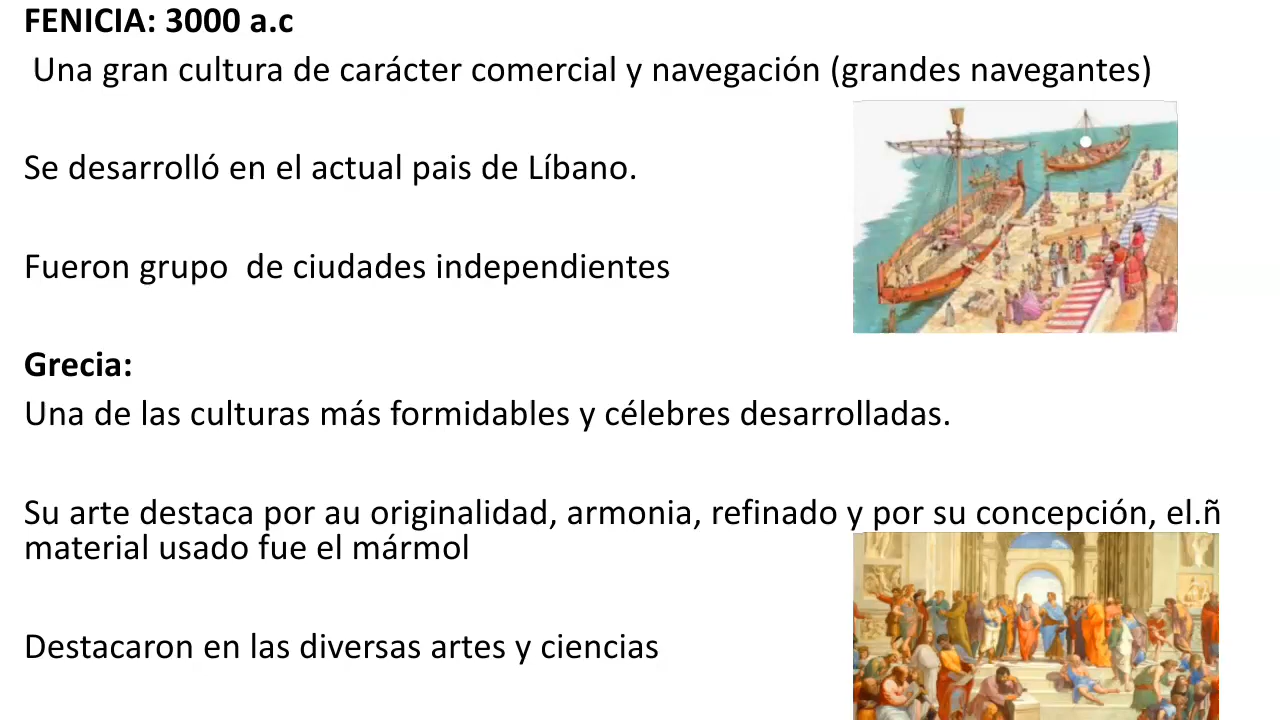 FENICIA: 3000 a.c
Una gran cultura de carácter comercial y navegación (grandes navegantes)
Se desarrolló en el actual pais de Líbano.
Fueron grupo  de ciudades independientes
Grecia:
Una de las culturas más formidables y célebres desarrolladas.
Su arte destaca por au originalidad, armonia, refinado y por su concepción, el.ñ
material usado fue el mármol
Destacaron en las diversas artes y ciencias